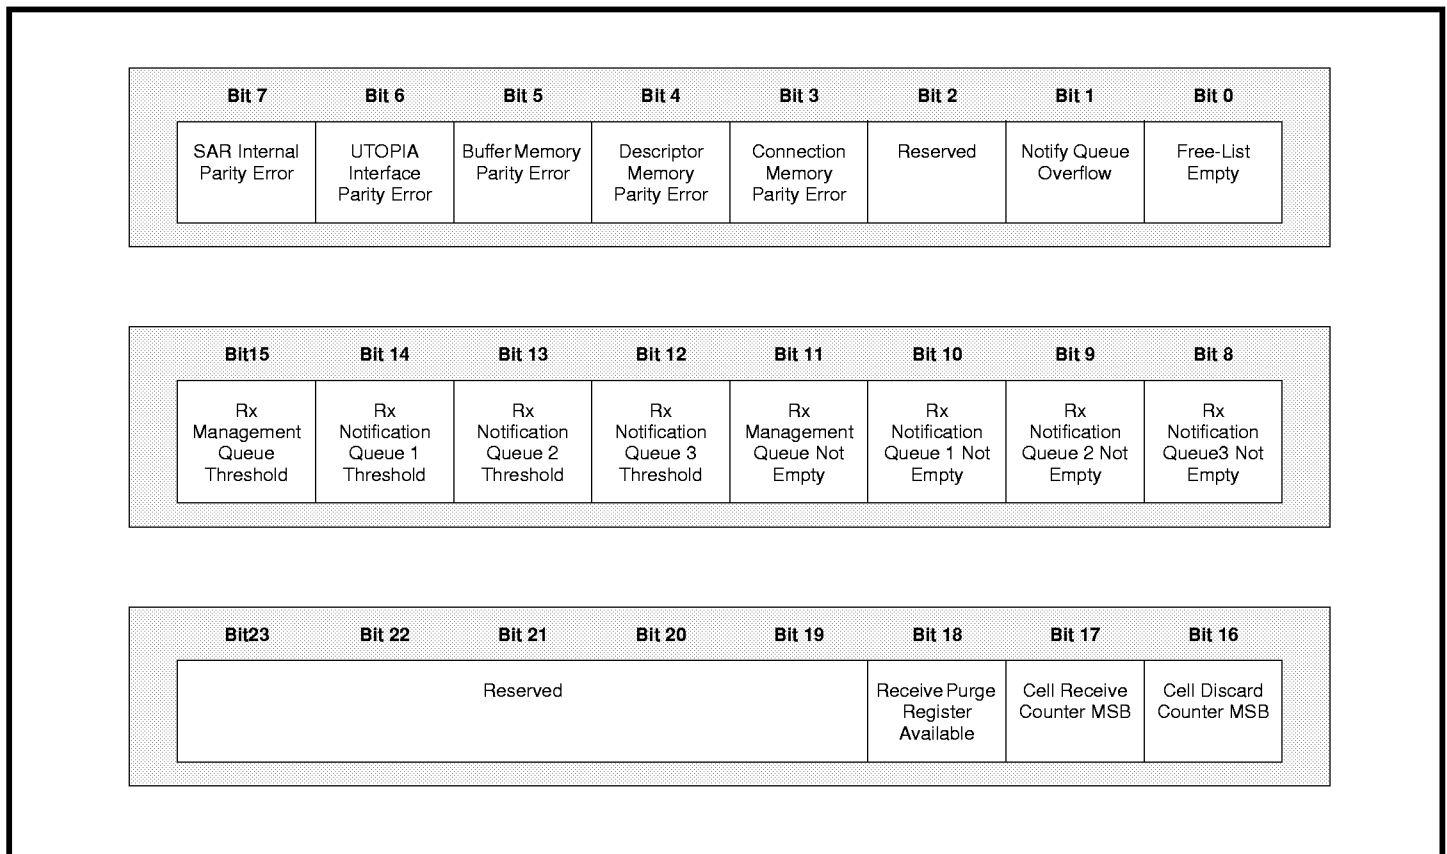 Bit 7 Bit 6 Bit 5 Bit 4 Bit 3 Bit 2 Bit 1 Bit 0
SAR Internal
Parity Error
UTOPIA
Interface
Parity Error
Buffer Memory
Parity Error
Descriptor
Memory
Parity Error
Connection
Memory
Parity Error
Reserved
Notify Queue
Overflow
Free-List
Empty
Bit15 Bit 14 Bit 13 Bit 12 Bit 11 Bit 10 Bit 9 Bit 8
Rx
Management
Queue
Threshold
Rx
Notification
Queue 1
Threshold
Rx
Notification
Queue 2
Threshold
Rx
Notification
Queue 3
Threshold
Rx
Management
Queue Not
Empty
Rx
Notification
Queue 1 Not
Empty
Rx
Notification
Queue 2 Not
Empty
Rx
Notification
Queue3 Not
Empty
Bit23 Bit 22 Bit 21 Bit 20 Bit 19 Bit 18 Bit 17 Bit 16
Reserved
Receive Purge
Register
Available
Cell Receive
Counter MSB
Cell Discard
Counter MSB